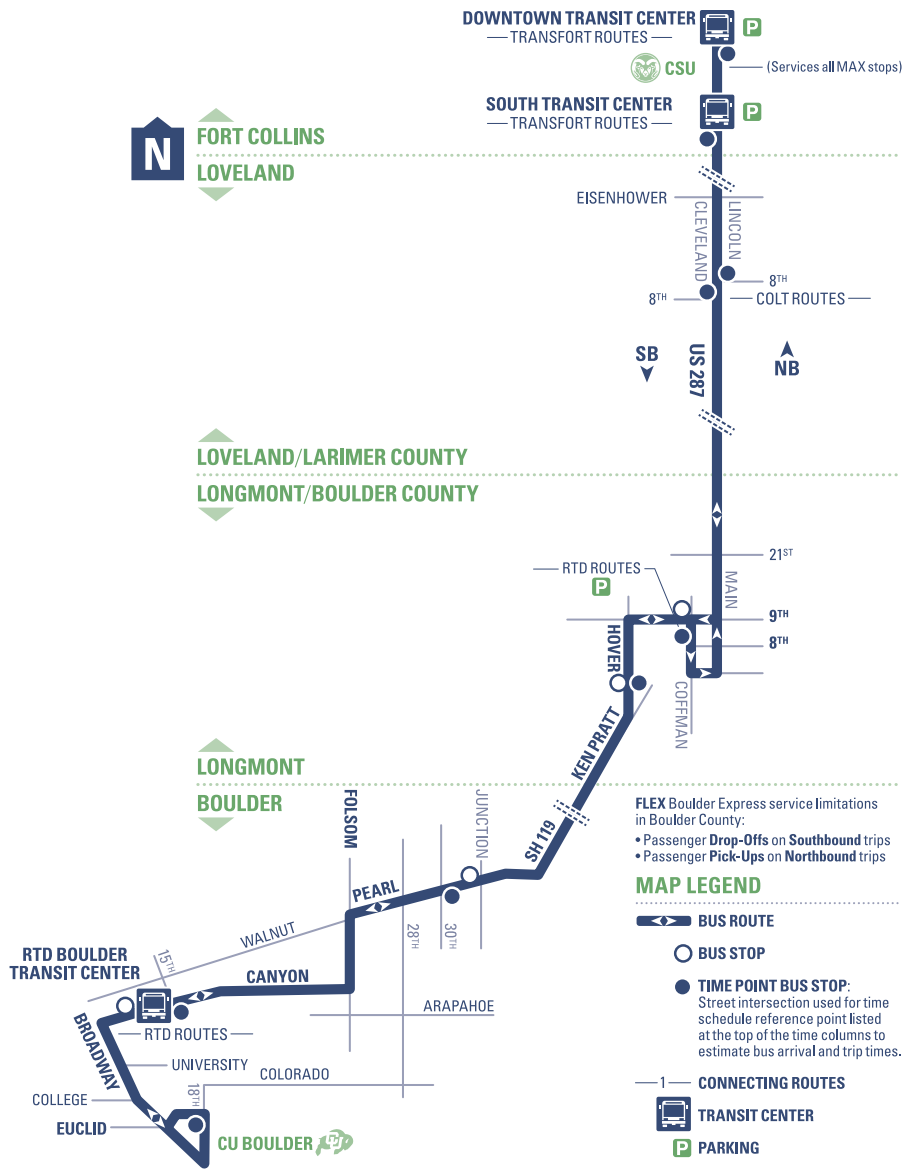 DOWNTOWN TRANSIT CENTER
TRANSFORT ROUTES
P
CSU
(Services all MAX stops)
SOUTH TRANSIT CENTER
TRANSFORT ROUTES
P
N
FORT COLLINS
LOVELAND
EISENHOWER
CLEVELAND
LINCOLN
8TH
8TH
COLT ROUTES
SB
US 287
NB
LOVELAND/LARIMER COUNTY
LONGMONT/BOULDER COUNTY
21ST
RTD ROUTES
P
MAIN
9TH
8TH
HOVER
COFFMAN
KEN PRATT
LONGMONT
BOULDER
FOLSOM
JUNCTION
SH 119
FLEX Boulder Express service limitations
in Boulder County:
• Passenger Drop-Offs on Southbound trips
• Passenger Pick-Ups on Northbound trips
MAP LEGEND
BUS ROUTE
BUS STOP
TIME POINT BUS STOP:
Street intersection used for time
schedule reference point listed
at the top of the time columns to
estimate bus arrival and trip times.
1 CONNECTING ROUTES
TRANSIT CENTER
P PARKING
PEARL
28TH
30TH
WALNUT
15TH
RTD BOULDER
TRANSIT CENTER
CANYON
ARAPAHOE
RTD ROUTES
BROADWAY
UNIVERSITY
COLORADO
18TH
COLLEGE
EUCLID
CU BOULDER
CU